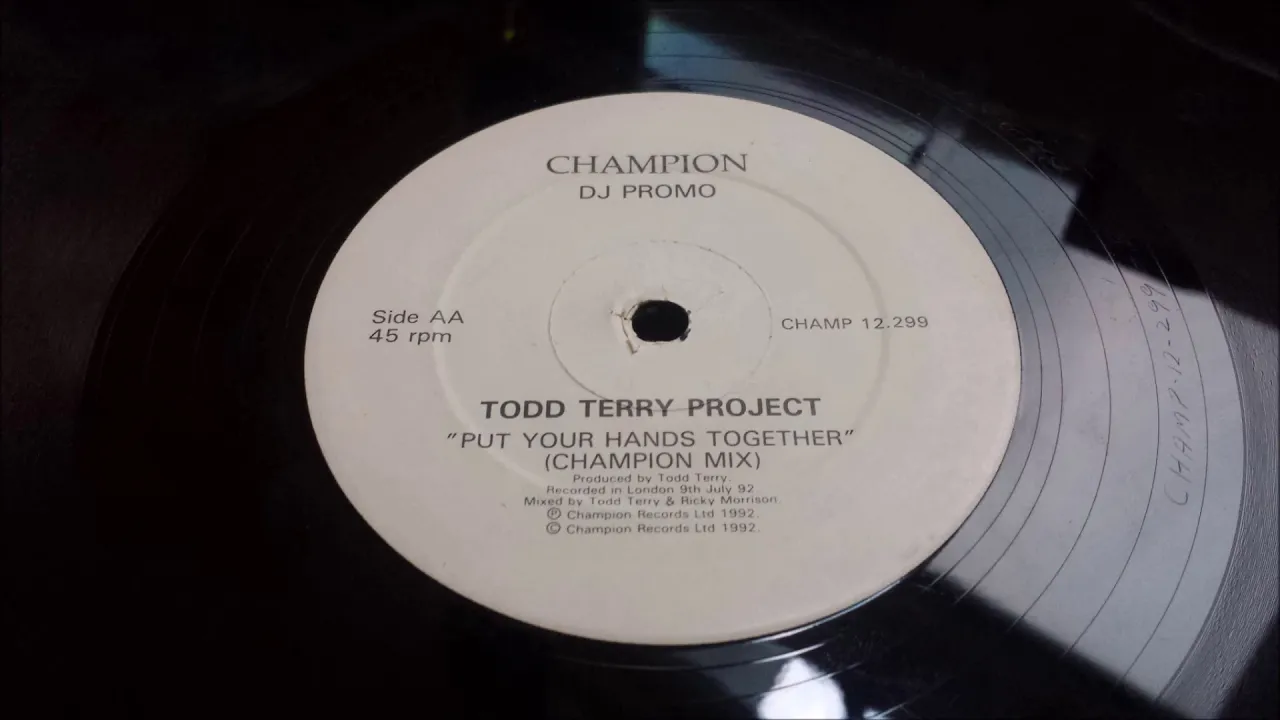 CHAMPION
DJ PROMO
Side AA
45 rpm
CHAMP 12.299
TODD TERRY PROJECT
"PUT YOUR HANDS TOGETHER"
(CHAMPION MIX)
Produced by Todd Terry.
Recorded in London 9th July 92
Mixed by Todd Terry & Ricky Morrison.
℗ Champion Records Ltd 1992.
© Champion Records Ltd 1992.
CHAMP-12-299